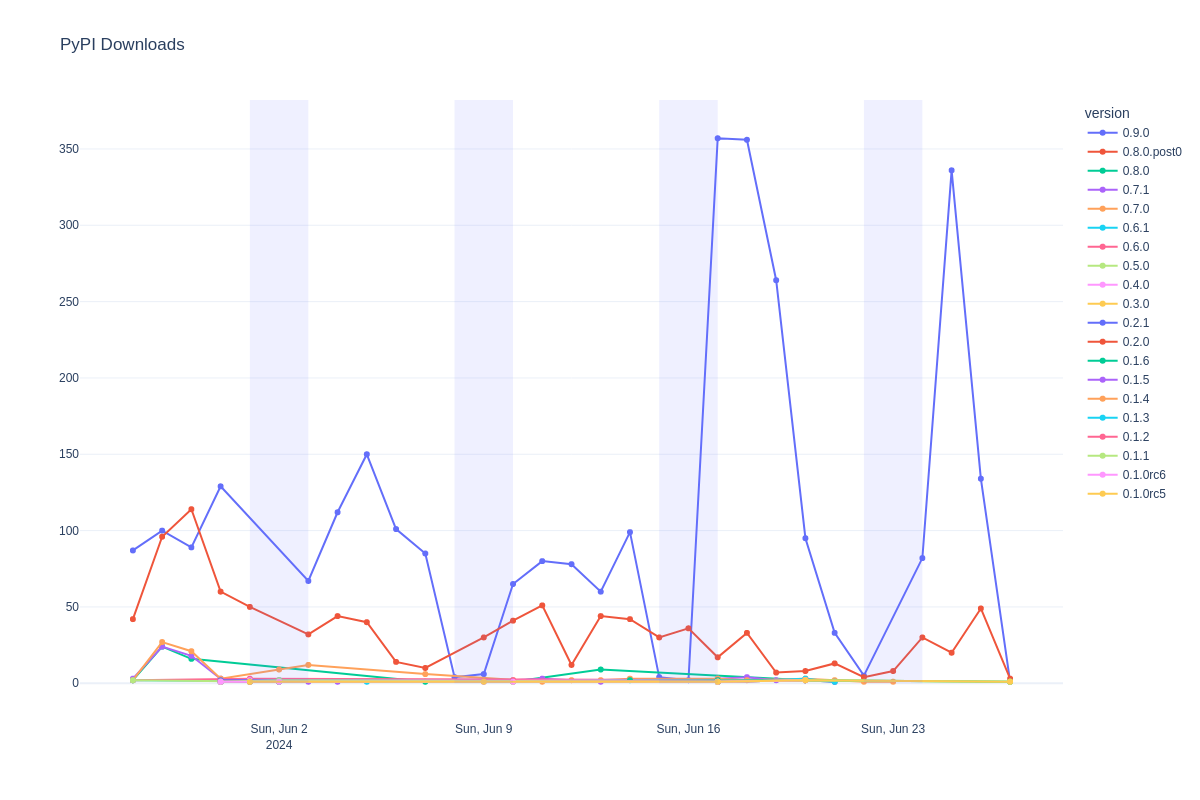 PyPI Downloads
350
300
250
200
150
100
50
0
Sun, Jun 2
2024
Sun, Jun 9
Sun, Jun 16
Sun, Jun 23
version
0.9.0
0.8.0.post0
0.8.0
0.7.1
0.7.0
0.6.1
0.6.0
0.5.0
0.4.0
0.3.0
0.2.1
0.2.0
0.1.6
0.1.5
0.1.4
0.1.3
0.1.2
0.1.1
0.1.0rc6
0.1.0rc5